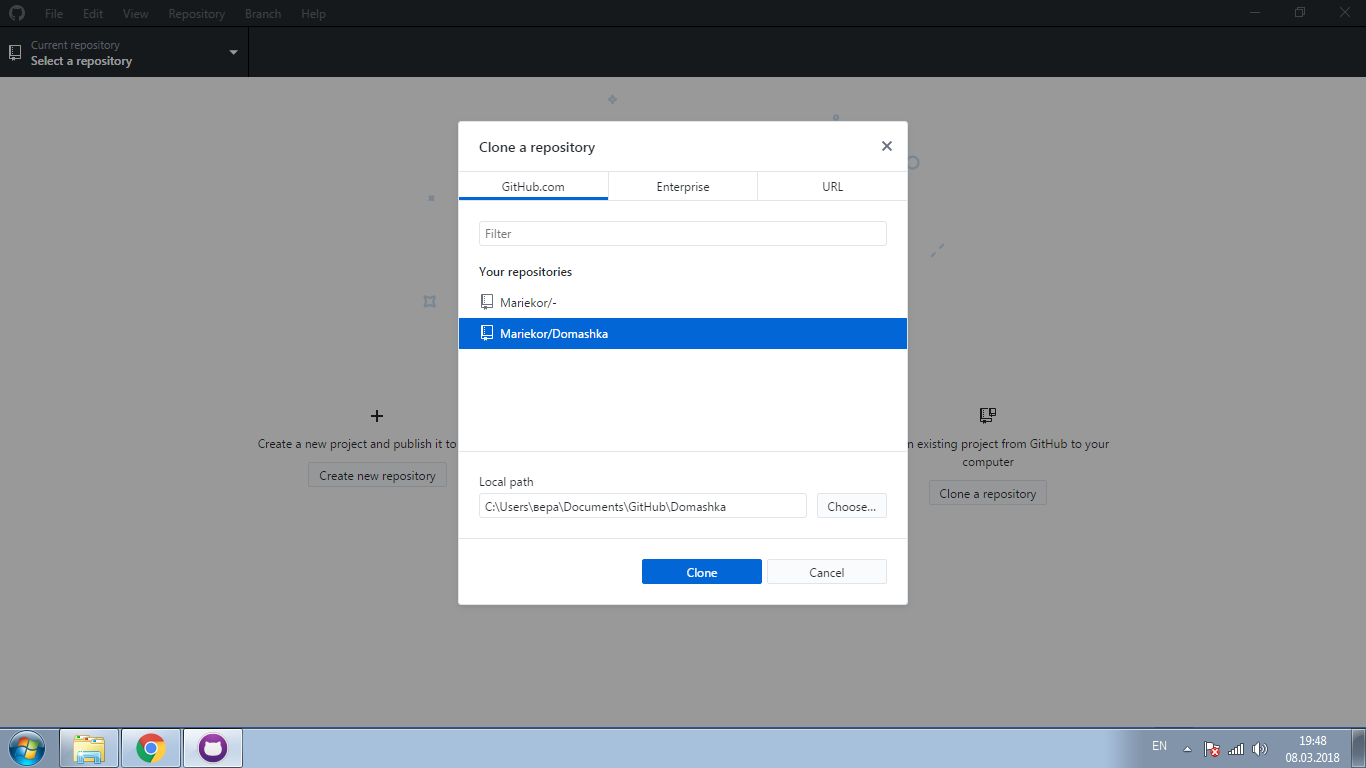 File Edit View Repository Branch Help
Current repository
Select a repository
Clone a repository
GitHub.com Enterprise URL
Filter
Your repositories
Mariekor/-
Mariekor/Domashka
Create a new project and publish it to
Create new repository
n existing project from GitHub to your
computer
Clone a repository
Local path
C:\Users\вера\Documents\GitHub\Domashka Choose...
Clone Cancel
EN
19:48
08.03.2018